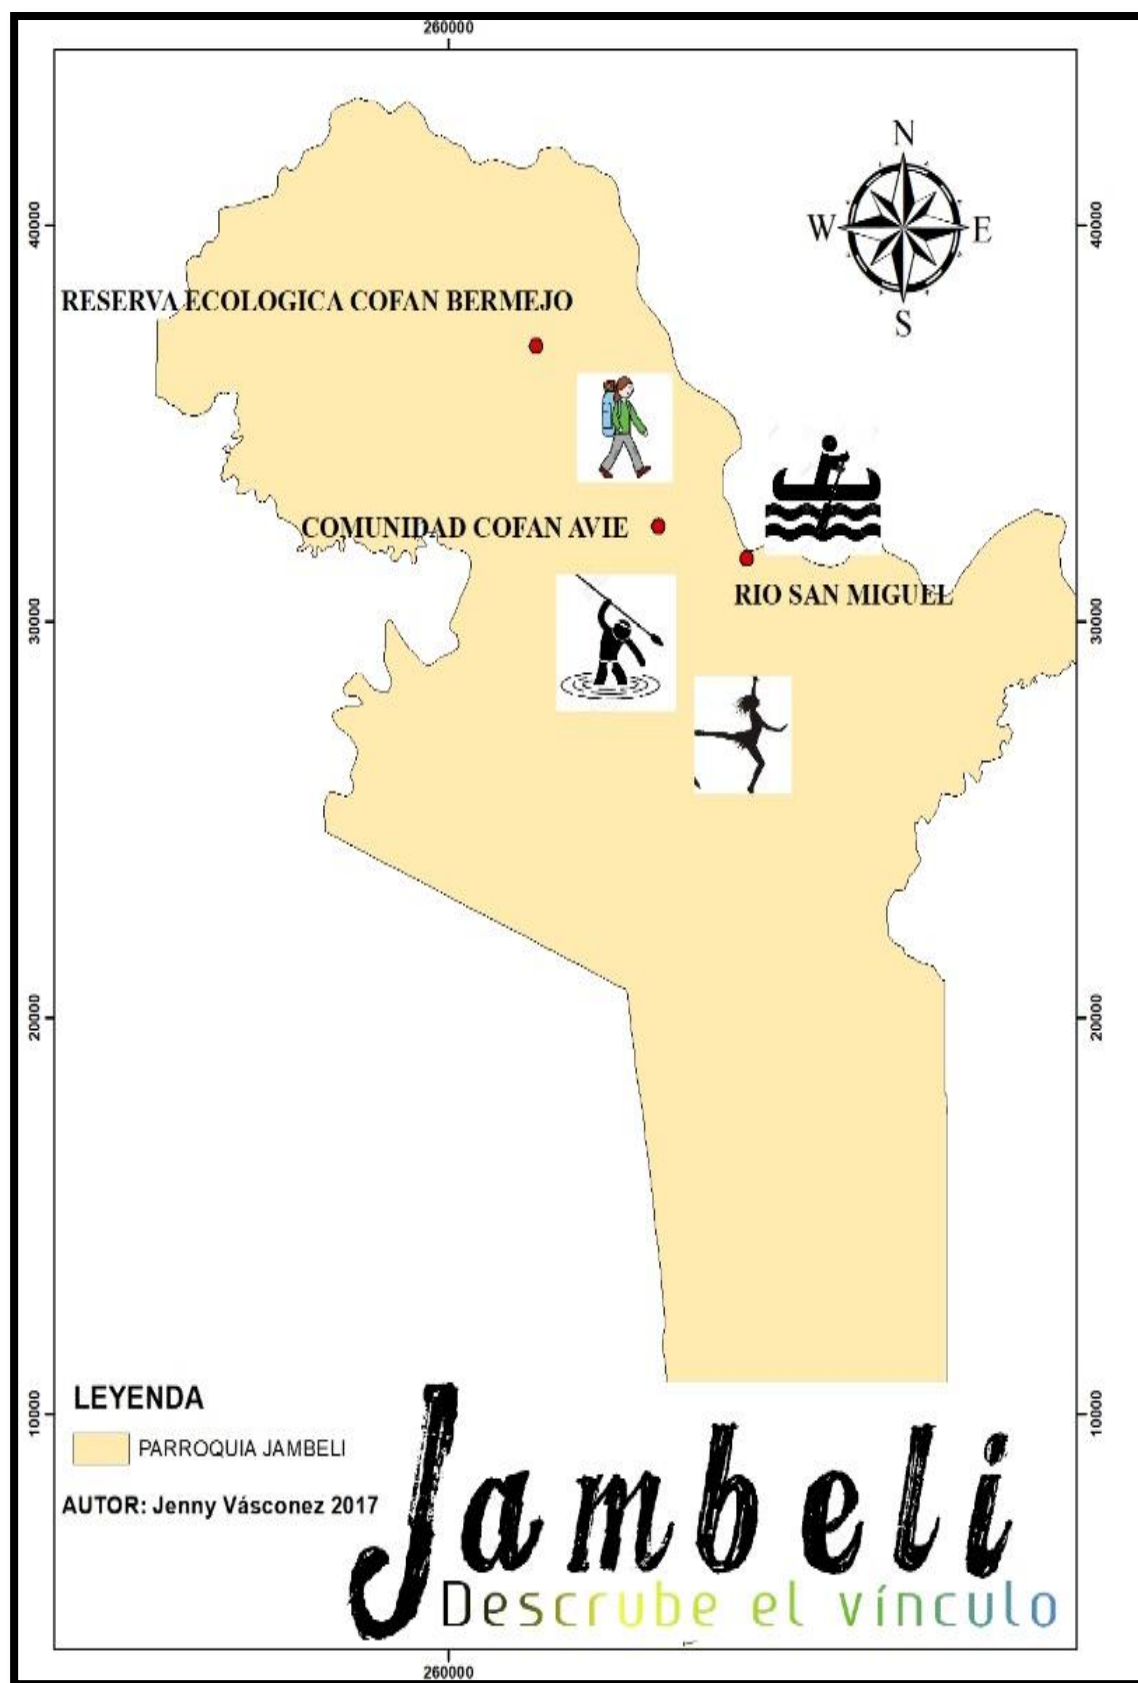 260000
N
40000
W
E
40000
S
RESERVA ECOLOGICA COFAN BERMEJO
COMUNIDAD COFAN AVIE
RIO SAN MIGUEL
30000
30000
20000
20000
10000
10000
LEYENDA
PARROQUIA JAMBELI
AUTOR: Jenny Vásconez 2017
Jambeli
Descrube el vínculo
260000